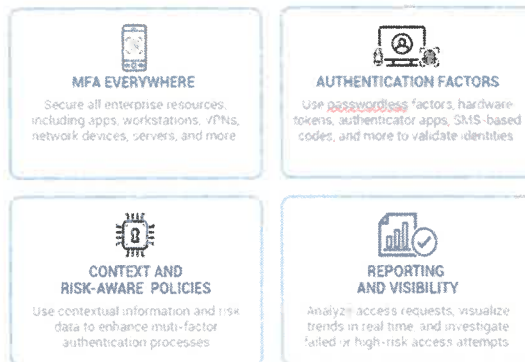 MFA EVERYWHERE
Secure all enterprise resources,
including apps, workstations, VPNs,
network devices, servers, and more
AUTHENTICATION FACTORS
Use passwordless factors, hardware
tokens, authenticator apps, SMS-based
codes, and more to validate identities
CONTEXT AND
RISK-AWARE POLICIES
Use contextual information and risk
data to enhance multi-factor
authentication processes
REPORTING
AND VISIBILITY
Analyze access requests, visualize
trends in real time, and investigate
failed or high-risk access attempts